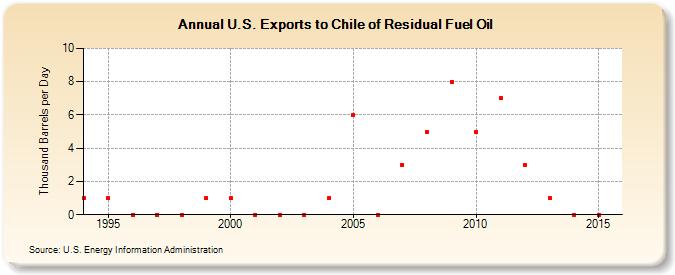 Annual U.S. Exports to Chile of Residual Fuel Oil
Thousand Barrels per Day
10
8
6
4
2
0
1995 2000 2005 2010 2015
Source: U.S. Energy Information Administration